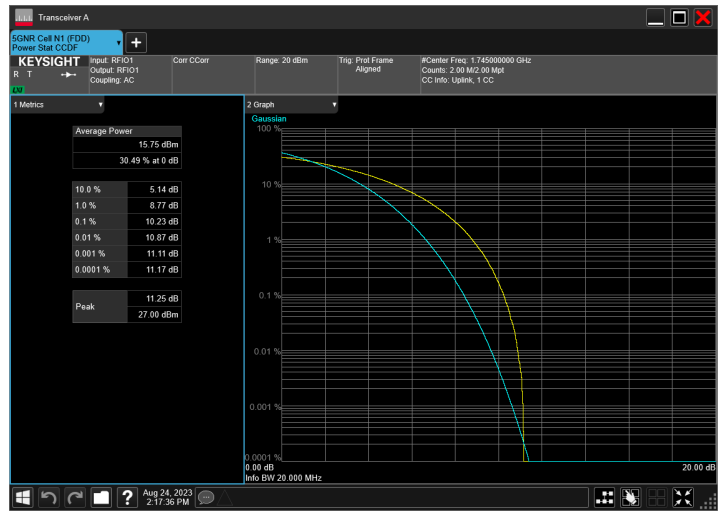 Transceiver A
5GNR Cell N1 (FDD)
Power Stat CCDF
KEYSIGHT
R T
LXI
Input: RFIO1
Output: RFIO1
Coupling: AC
Corr CCorr
Range: 20 dBm
Trig: Prot Frame
Aligned
#Center Freq: 1.745000000 GHz
Counts: 2.00 M/2.00 Mpt
CC Info: Uplink, 1 CC
1 Metrics
Average Power
15.75 dBm
30.49 % at 0 dB
10.0 % 5.14 dB
1.0 % 8.77 dB
0.1 % 10.23 dB
0.01 % 10.87 dB
0.001 % 11.11 dB
0.0001 % 11.17 dB
Peak
11.25 dB
27.00 dBm
2 Graph
Gaussian
100 %
10 %
1 %
0.1 %
0.01 %
0.001 %
0.0001 %
0.00 dB 20.00 dB
Info BW 20.000 MHz
Aug 24, 2023
2:17:36 PM